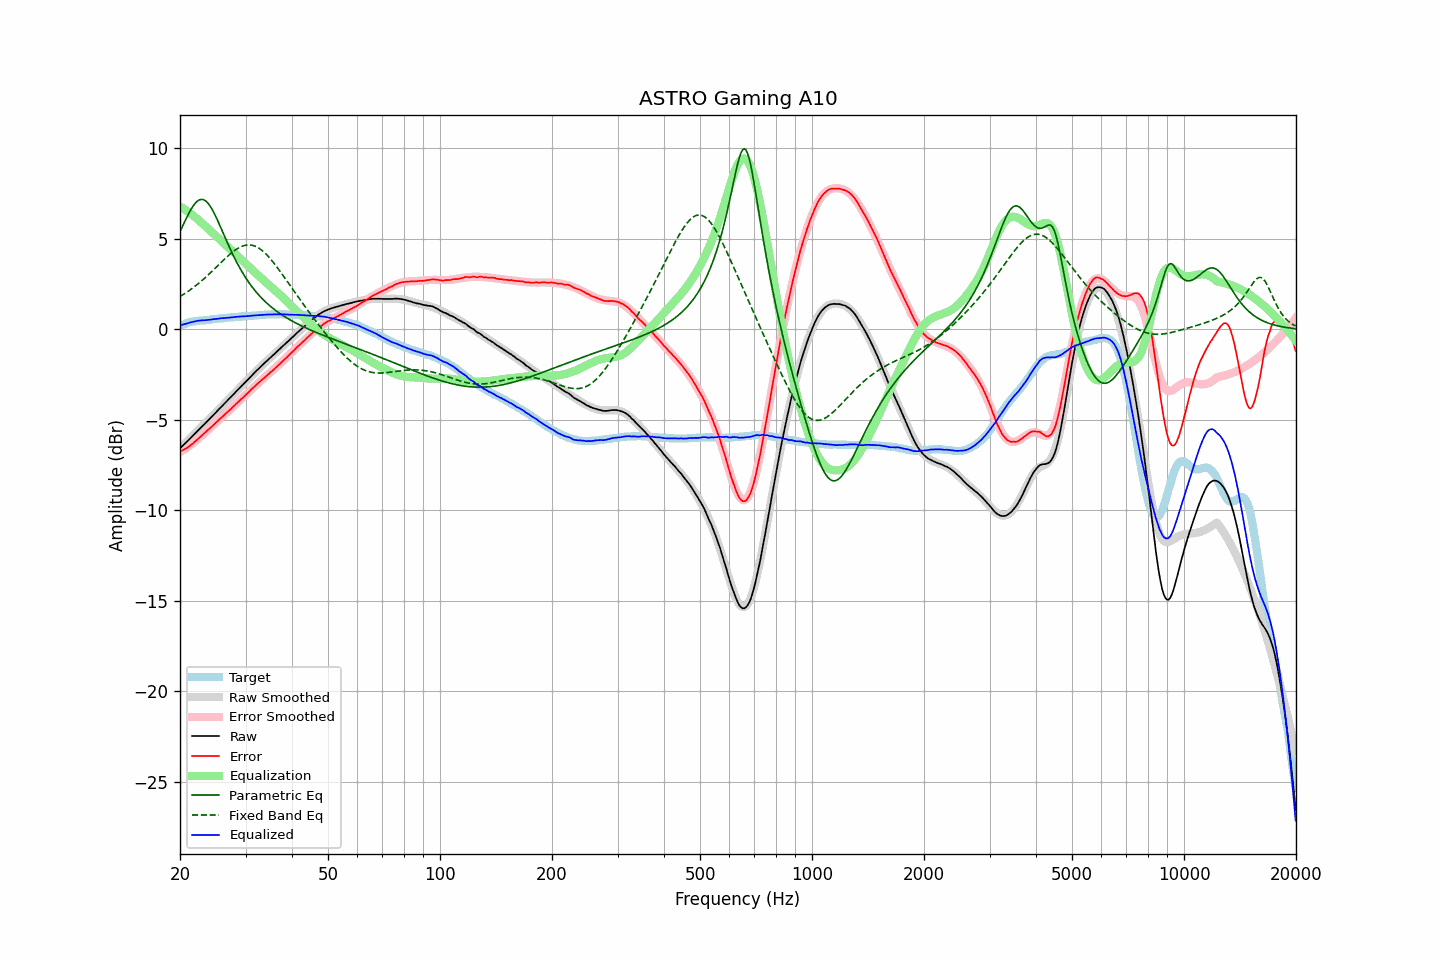 ASTRO Gaming A10
Amplitude (dBr)
10
5
0
−5
−10
−15
−20
−25
Target
Raw Smoothed
Error Smoothed
Raw
Error
Equalization
Parametric Eq
Fixed Band Eq
Equalized
20 50 100 200 500 1000 2000 5000 10000 20000
Frequency (Hz)